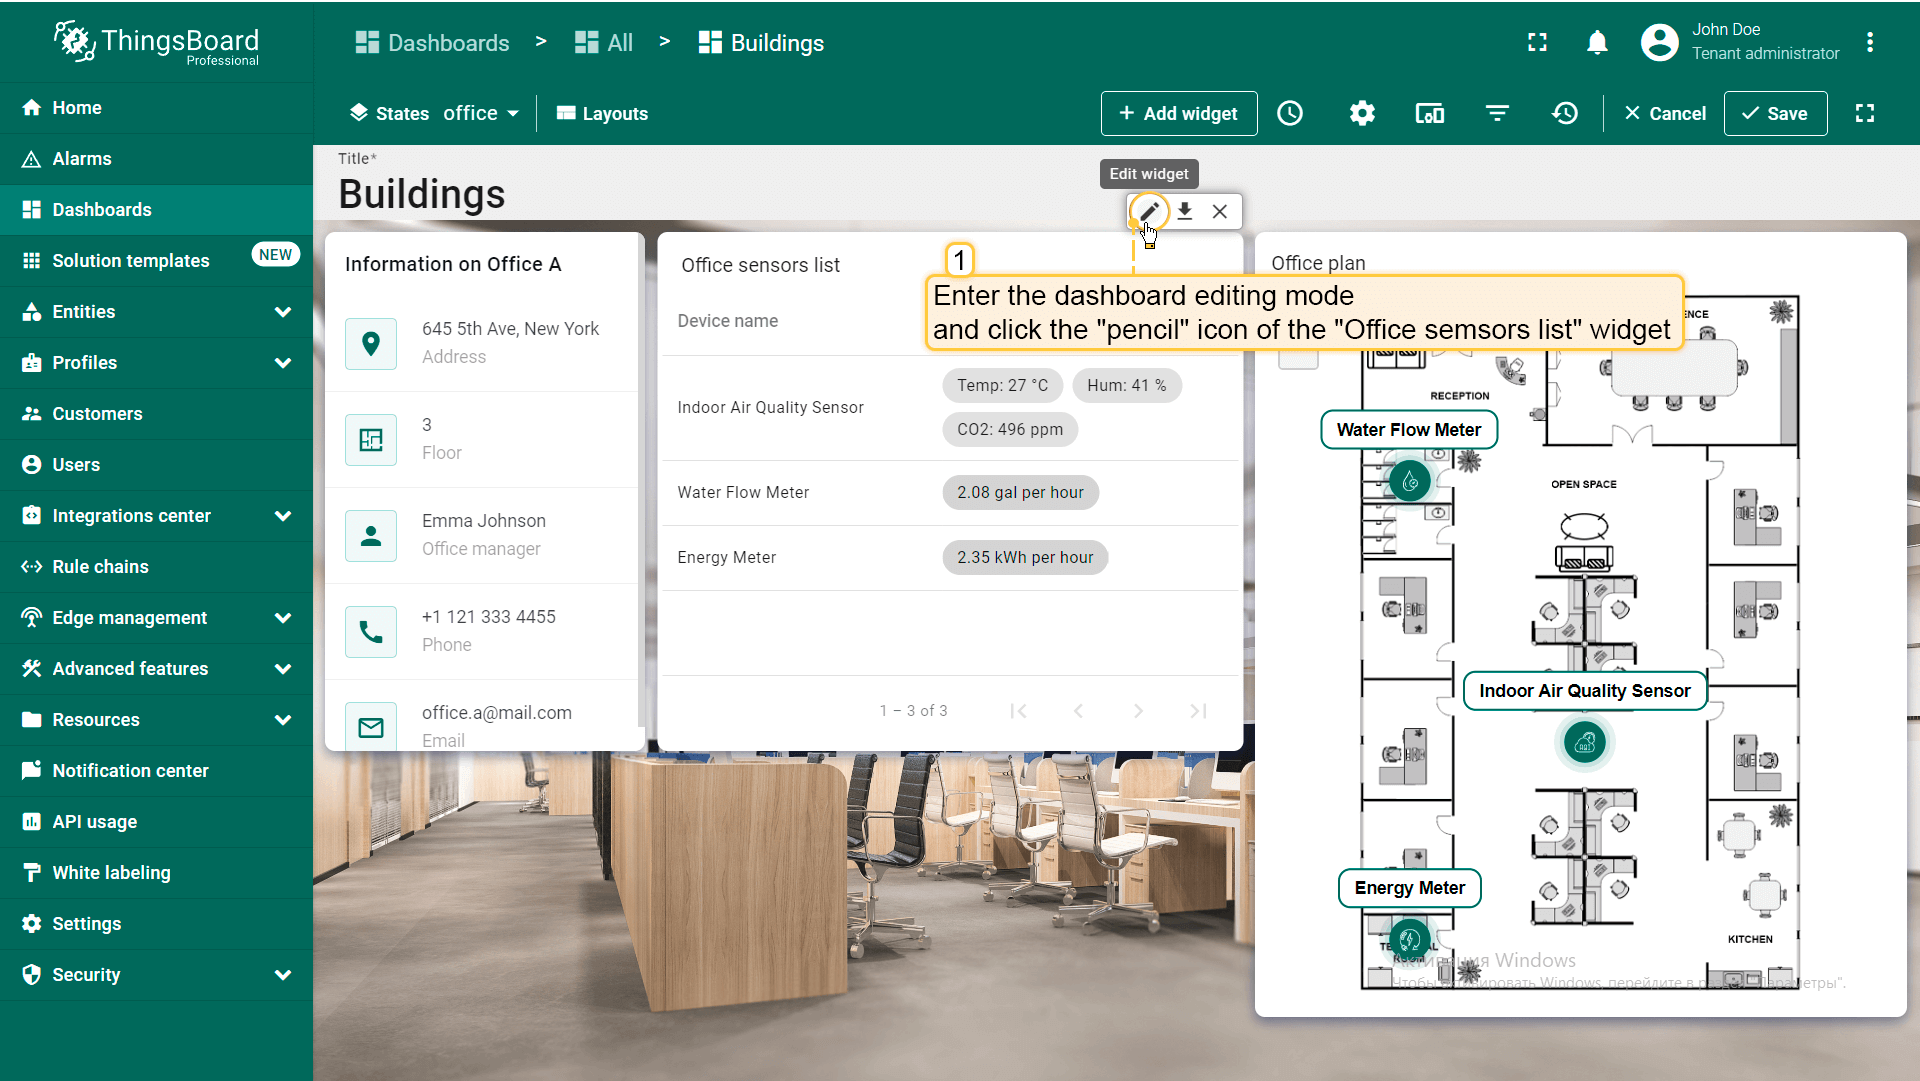 ThingsBoard
Professional
Dashboards > All > Buildings
John Doe
Tenant administrator
Home
Alarms
Dashboards
Solution templates NEW
Entities
Profiles
Customers
Users
Integrations center
Rule chains
Edge management
Advanced features
Resources
Notification center
API usage
White labeling
Settings
Security
States office Layouts
+ Add widget
Cancel
Save
Title*
Buildings
Edit widget
1
Enter the dashboard editing mode
and click the "pencil" icon of the "Office semsors list" widget
Information on Office A
645 5th Ave, New York
Address
3
Floor
Emma Johnson
Office manager
+1 121 333 4455
Phone
office.a@mail.com
Email
Office sensors list
Device name
Indoor Air Quality Sensor
Temp: 27 °C
Hum: 41 %
CO2: 496 ppm
Water Flow Meter
2.08 gal per hour
Energy Meter
2.35 kWh per hour
1 – 3 of 3
Office plan
RECEPTION
Water Flow Meter
OPEN SPACE
Indoor Air Quality Sensor
AQI
Energy Meter
KITCHEN
Активация Windows
Чтобы активировать Windows, перейдите в раздел "Параметры".